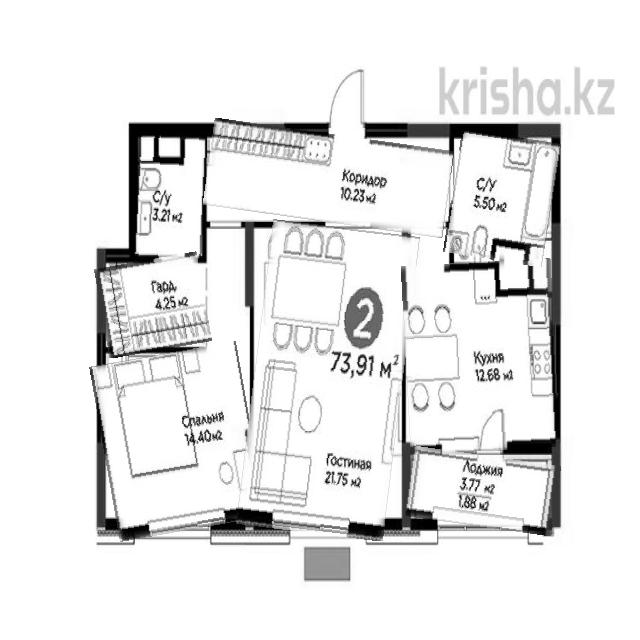 krisha.kz
С/У
3.21 м2
Коридор
10.23 м2
С/У
5.50 м2
Гард.
4.25 м2
2
73,91 м2
Кухня
12.68 м2
Спальня
14.40 м2
Гостиная
21.75 м2
Лоджия
3.77 м2
1.88 м2